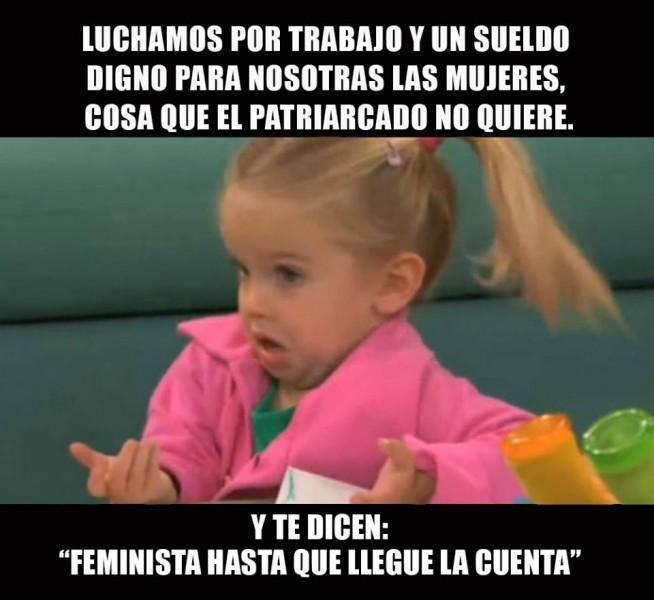 LUCHAMOS POR TRABAJO Y UN SUELDO
DIGNO PARA NOSOTRAS LAS MUJERES,
COSA QUE EL PATRIARCADO NO QUIERE.
Y TE DICEN:
“FEMINISTA HASTA QUE LLEGUE LA CUENTA”